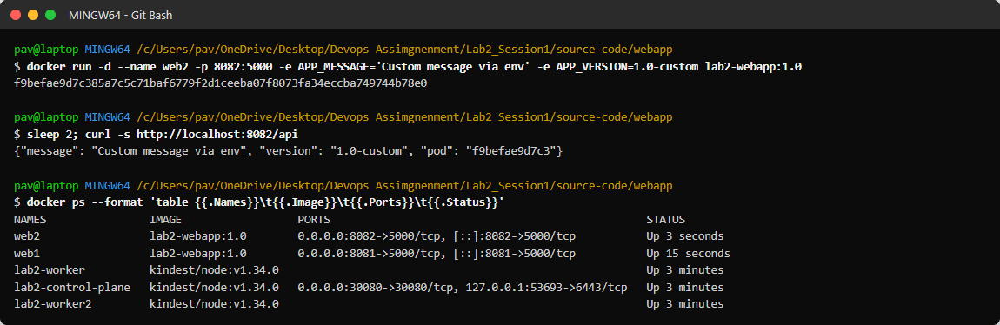 MINGW64 - Git Bash
pav@laptop MINGW64 /c/Users/pav/OneDrive/Desktop/Devops Assimgnenment/Lab2_Session1/source-code/webapp
$ docker run -d --name web2 -p 8082:5000 -e APP_MESSAGE='Custom message via env' -e APP_VERSION=1.0-custom lab2-webapp:1.0
f9befae9d7c385a7c5c71baf6779f2d1ceeba07f8073fa34eccba749744b78e0
pav@laptop MINGW64 /c/Users/pav/OneDrive/Desktop/Devops Assimgnenment/Lab2_Session1/source-code/webapp
$ sleep 2; curl -s http://localhost:8082/api
{"message": "Custom message via env", "version": "1.0-custom", "pod": "f9befae9d7c3"}
pav@laptop MINGW64 /c/Users/pav/OneDrive/Desktop/Devops Assimgnenment/Lab2_Session1/source-code/webapp
$ docker ps --format 'table {{.Names}}\t{{.Image}}\t{{.Ports}}\t{{.Status}}'
NAMES IMAGE PORTS STATUS
web2 lab2-webapp:1.0 0.0.0.0:8082->5000/tcp, [::]:8082->5000/tcp Up 3 seconds
web1 lab2-webapp:1.0 0.0.0.0:8081->5000/tcp, [::]:8081->5000/tcp Up 15 seconds
lab2-worker kindest/node:v1.34.0 Up 3 minutes
lab2-control-plane kindest/node:v1.34.0 0.0.0.0:30080->30080/tcp, 127.0.0.1:53693->6443/tcp Up 3 minutes
lab2-worker2 kindest/node:v1.34.0 Up 3 minutes